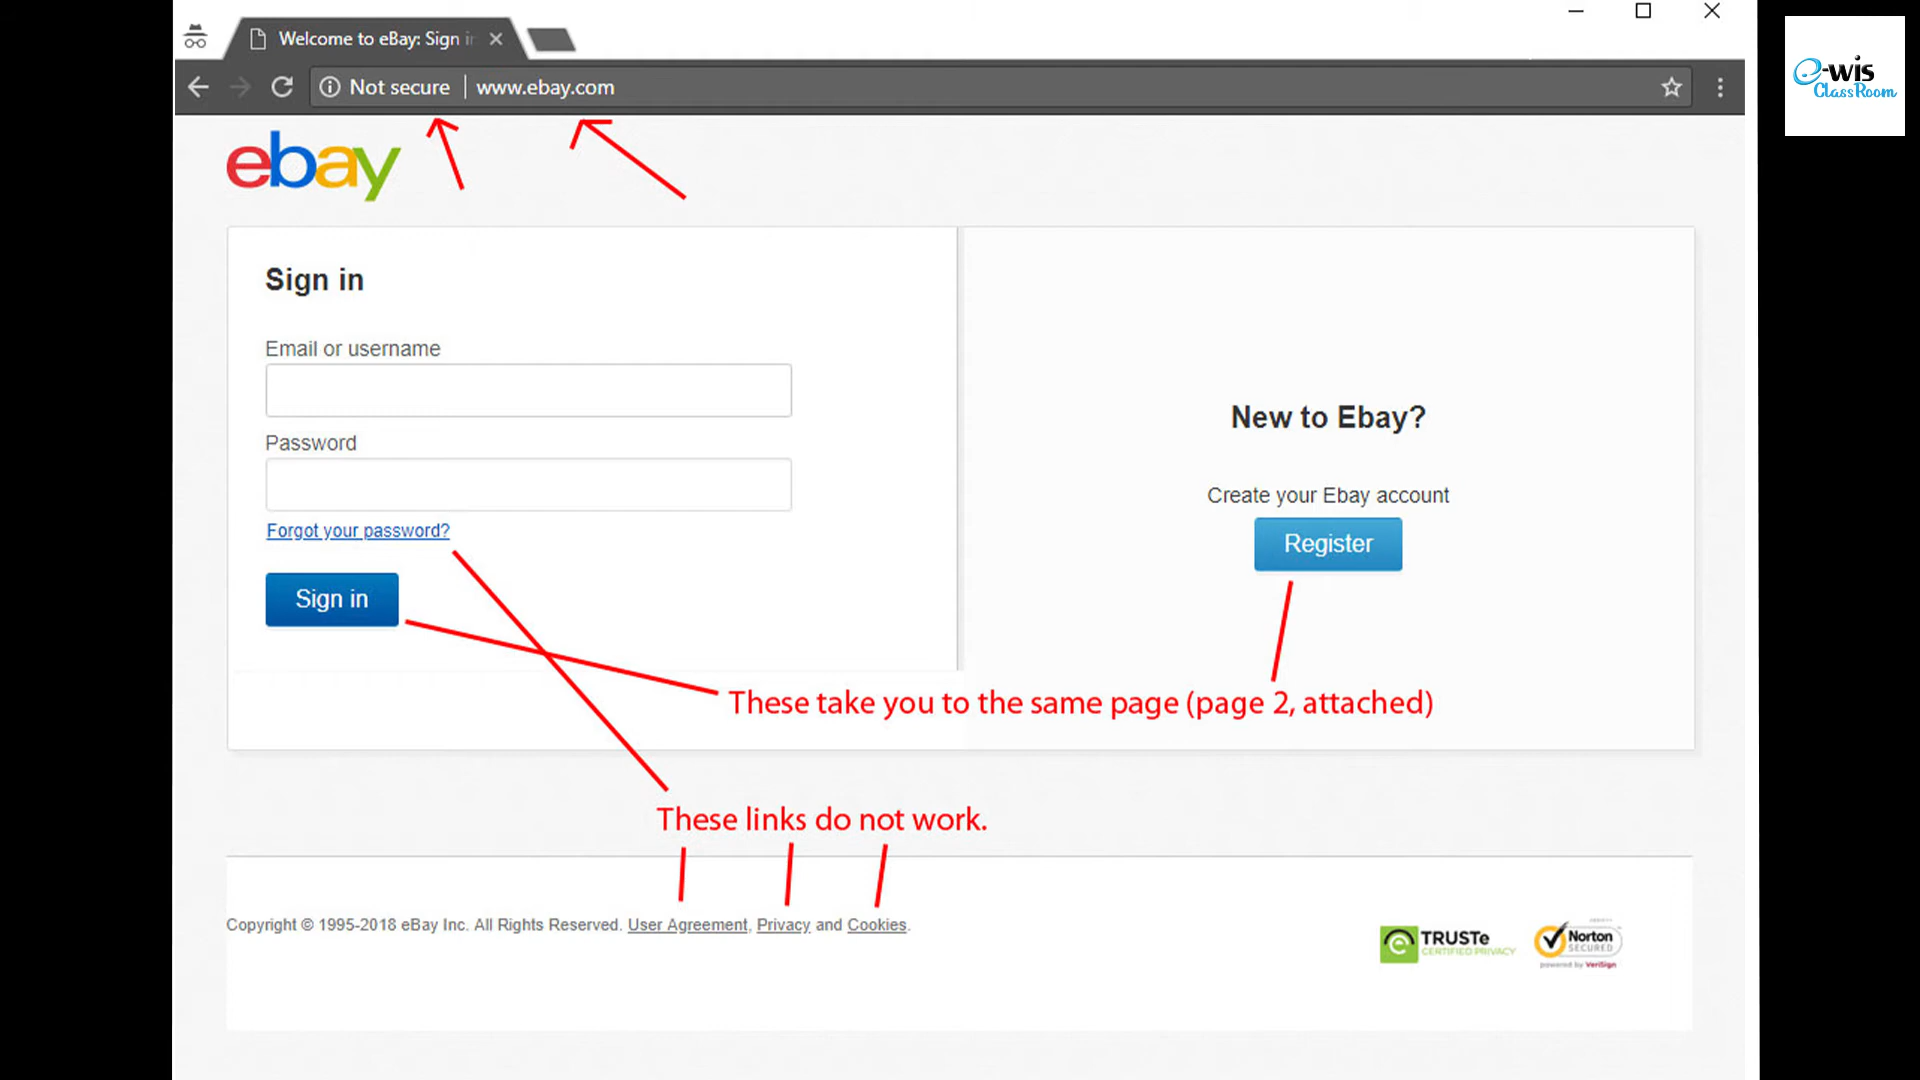 Welcome to eBay: Sign in
e-wis
ClassRoom
Not secure | www.ebay.com
ebay
Sign in
Email or username
New to Ebay?
Password
Create your Ebay account
Forgot your password?
Register
Sign in
These take you to the same page (page 2, attached)
These links do not work.
Copyright © 1995-2018 eBay Inc. All Rights Reserved. User Agreement, Privacy and Cookies.
TRUSTe
CERTIFIED PRIVACY
Norton
SECURED
powered by VeriSign